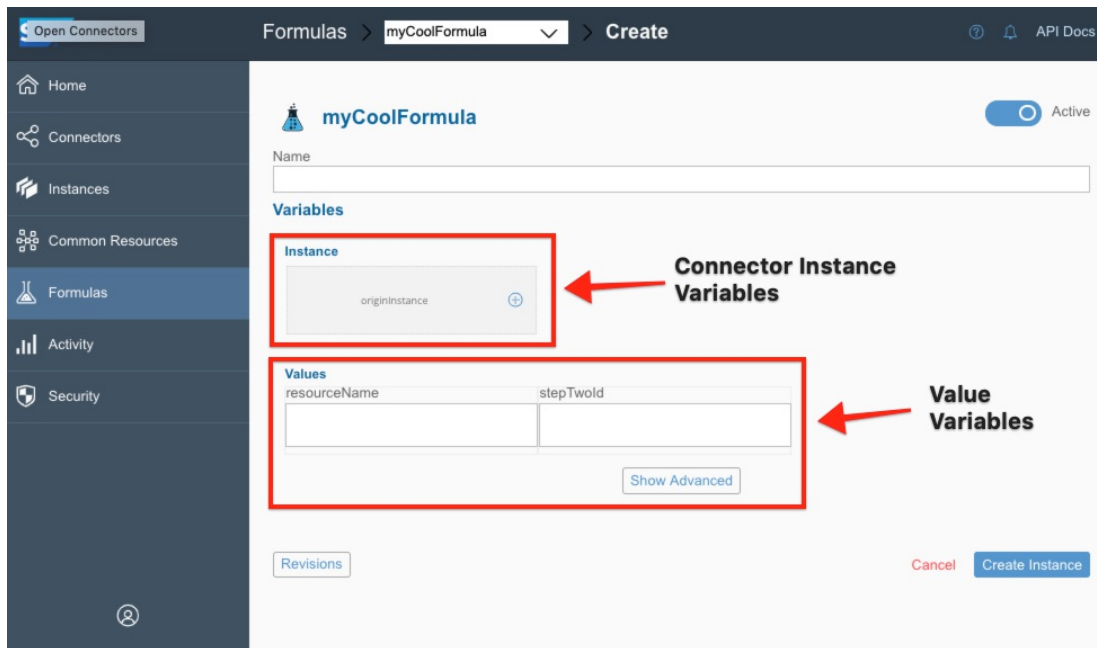 Open Connectors
Formulas
myCoolFormula
Create
API Docs
Home
Connectors
Instances
Common Resources
Formulas
Activity
Security
myCoolFormula
Active
Name
Variables
Instance
originInstance
Connector Instance
Variables
Values
resourceName
stepTwoId
Value
Variables
Show Advanced
Revisions
Cancel
Create Instance